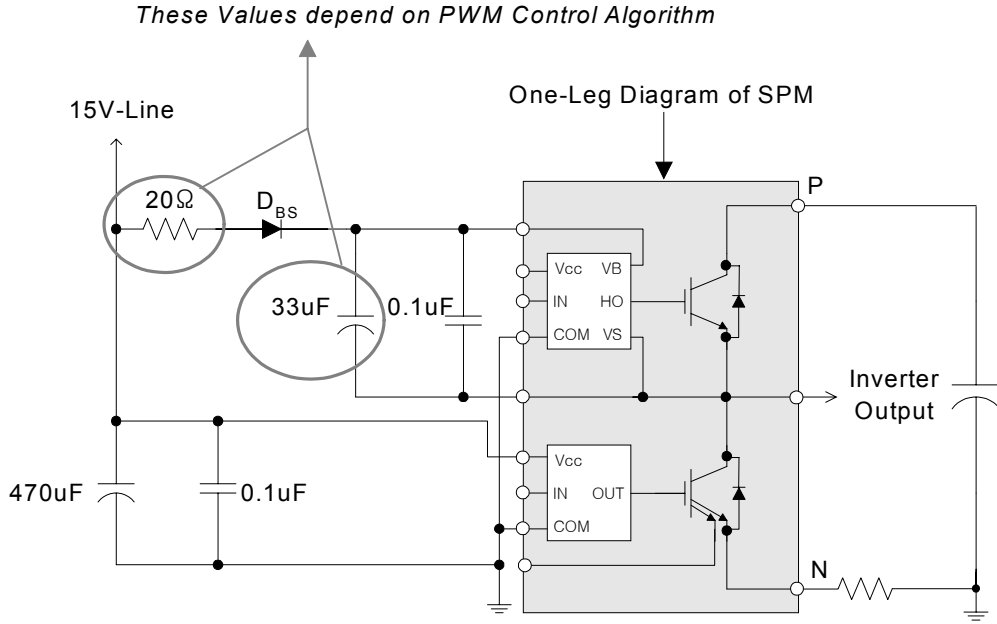 These Values depend on PWM Control Algorithm
One-Leg Diagram of SPM
15V-Line
P
20Ω
D_BS
Vcc VB
33uF
0.1uF
IN HO
COM VS
Inverter
Output
Vcc
470uF
0.1uF
IN OUT
COM
N